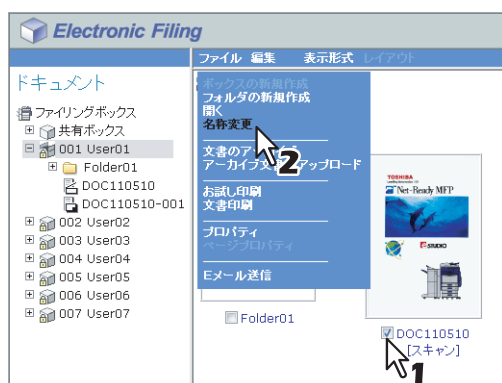 Electronic Filing
ファイル 編集 表示形式 レイアウト
ドキュメント
ファイリングボックス
共有ボックス
001 User01
Folder01
DOC110510
DOC110510-001
002 User02
003 User03
004 User04
005 User05
006 User06
007 User07
ボックスの新規作成
フォルダの新規作成
開く
名称変更
2
文書のア
アーカイブ文 アップロード
お試し印刷
文書印刷
プロパティ
ページプロパティ
Eメール送信
TOSHIBA
Net-Ready MFP
e-STUDIO
Folder01
DOC110510
[スキャン]
1